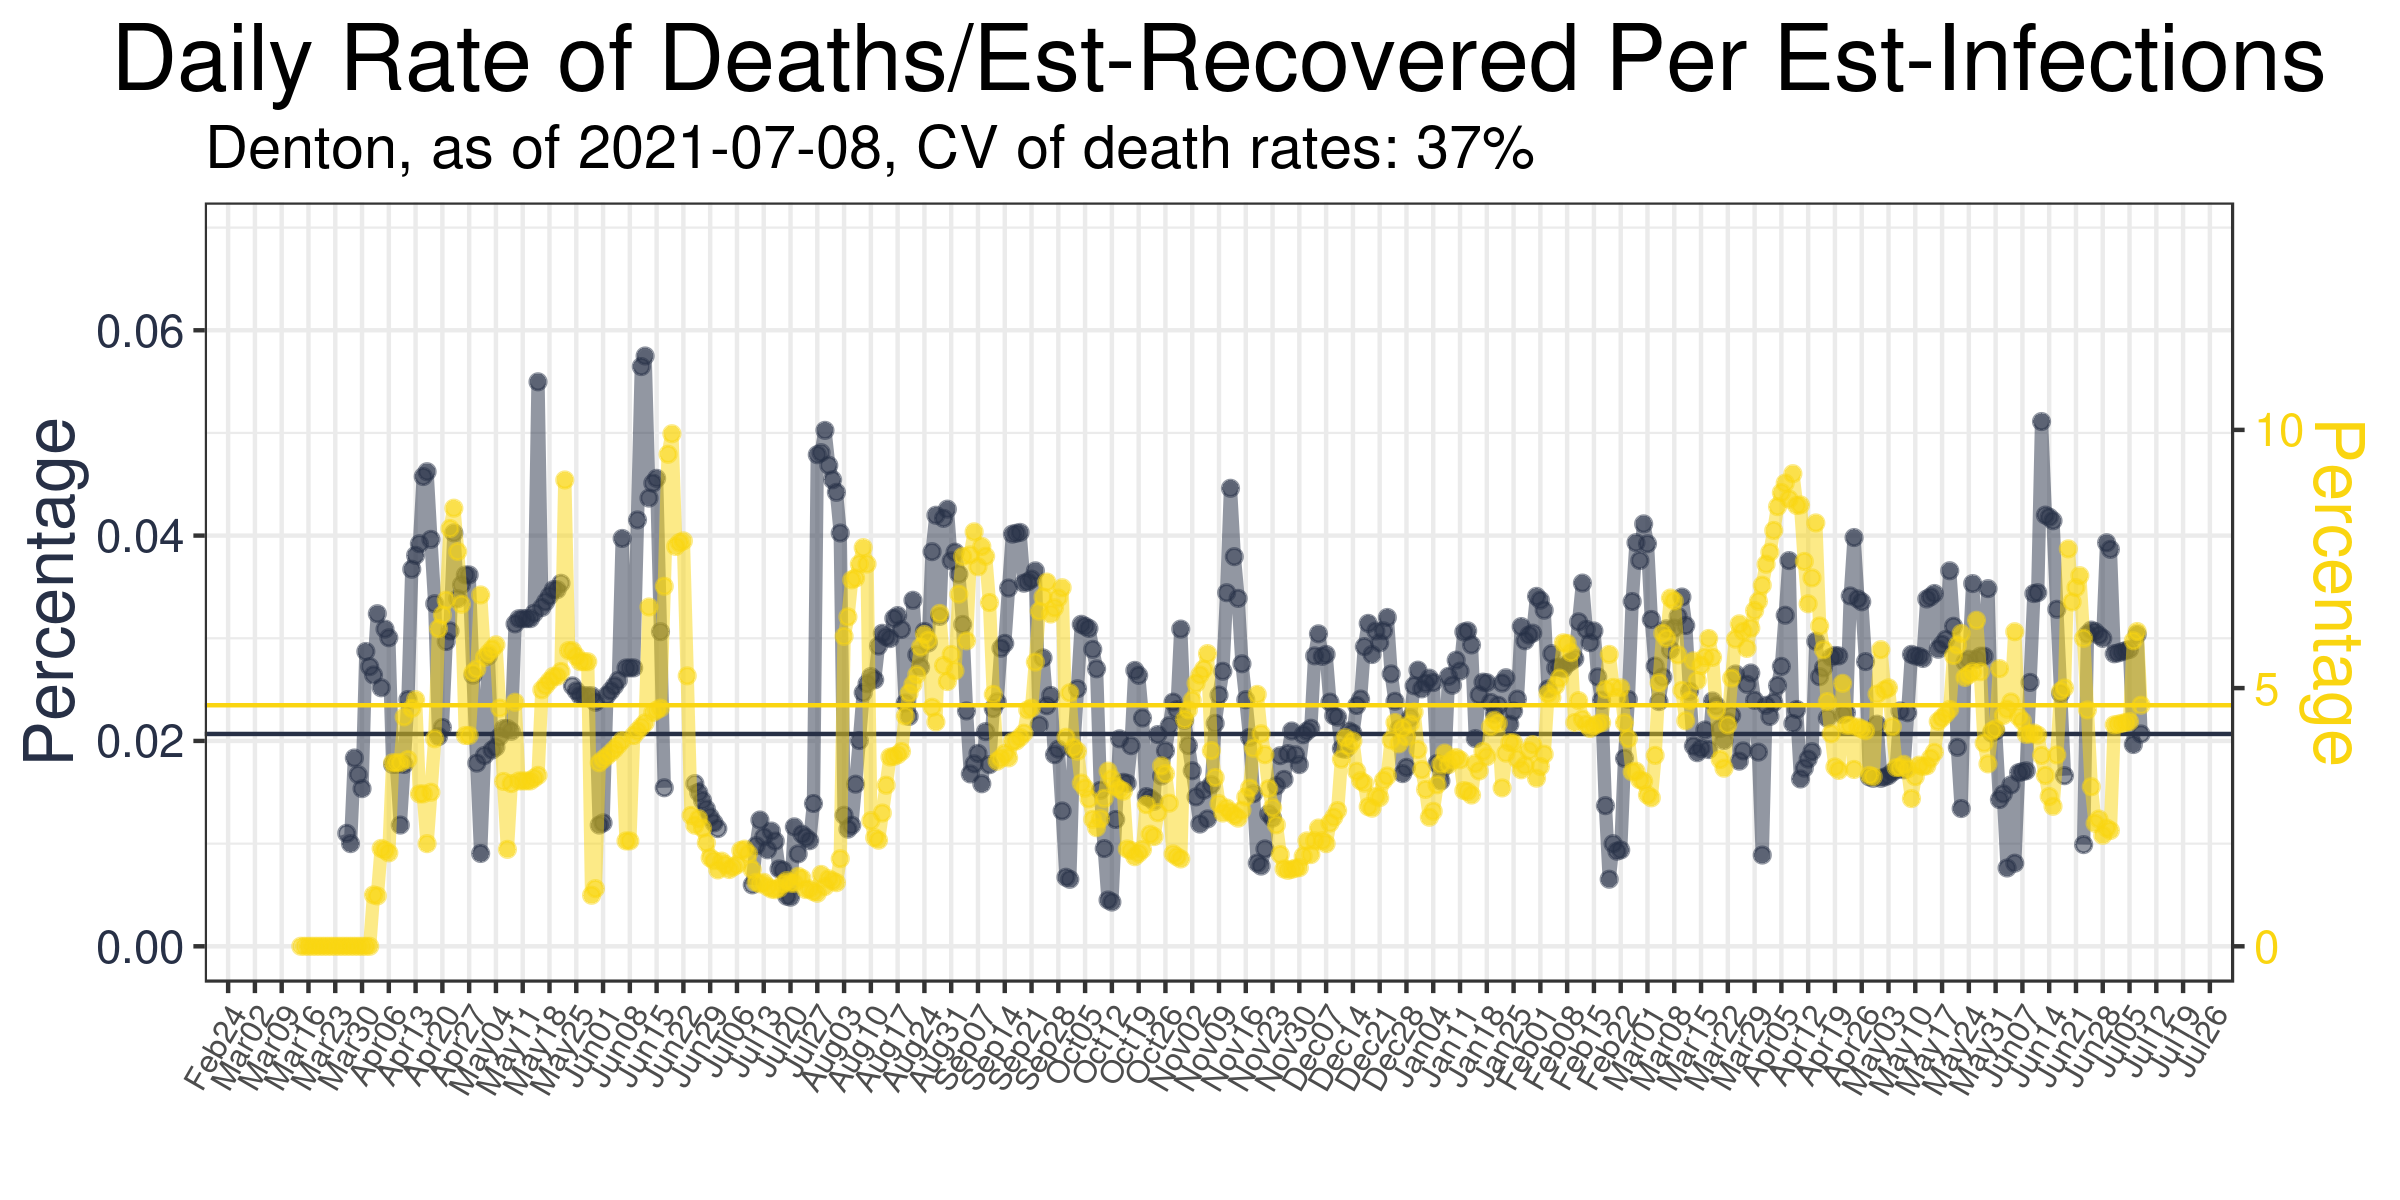 Daily Rate of Deaths/Est-Recovered Per Est-Infections
Denton, as of 2021-07-08, CV of death rates: 37%
Percentage
0.06
0.04
0.02
0.00
10
5
0
Percentage
Feb24
Mar02
Mar09
Mar16
Mar23
Mar30
Apr06
Apr13
Apr20
Apr27
May04
May11
May18
May25
Jun01
Jun08
Jun15
Jun22
Jun29
Jul06
Jul13
Jul20
Jul27
Aug03
Aug10
Aug17
Aug24
Aug31
Sep07
Sep14
Sep21
Sep28
Oct05
Oct12
Oct19
Oct26
Nov02
Nov09
Nov16
Nov23
Nov30
Dec07
Dec14
Dec21
Dec28
Jan04
Jan11
Jan18
Jan25
Feb01
Feb08
Feb15
Feb22
Mar01
Mar08
Mar15
Mar22
Mar29
Apr05
Apr12
Apr19
Apr26
May03
May10
May17
May24
May31
Jun07
Jun14
Jun21
Jun28
Jul05
Jul12
Jul19
Jul26